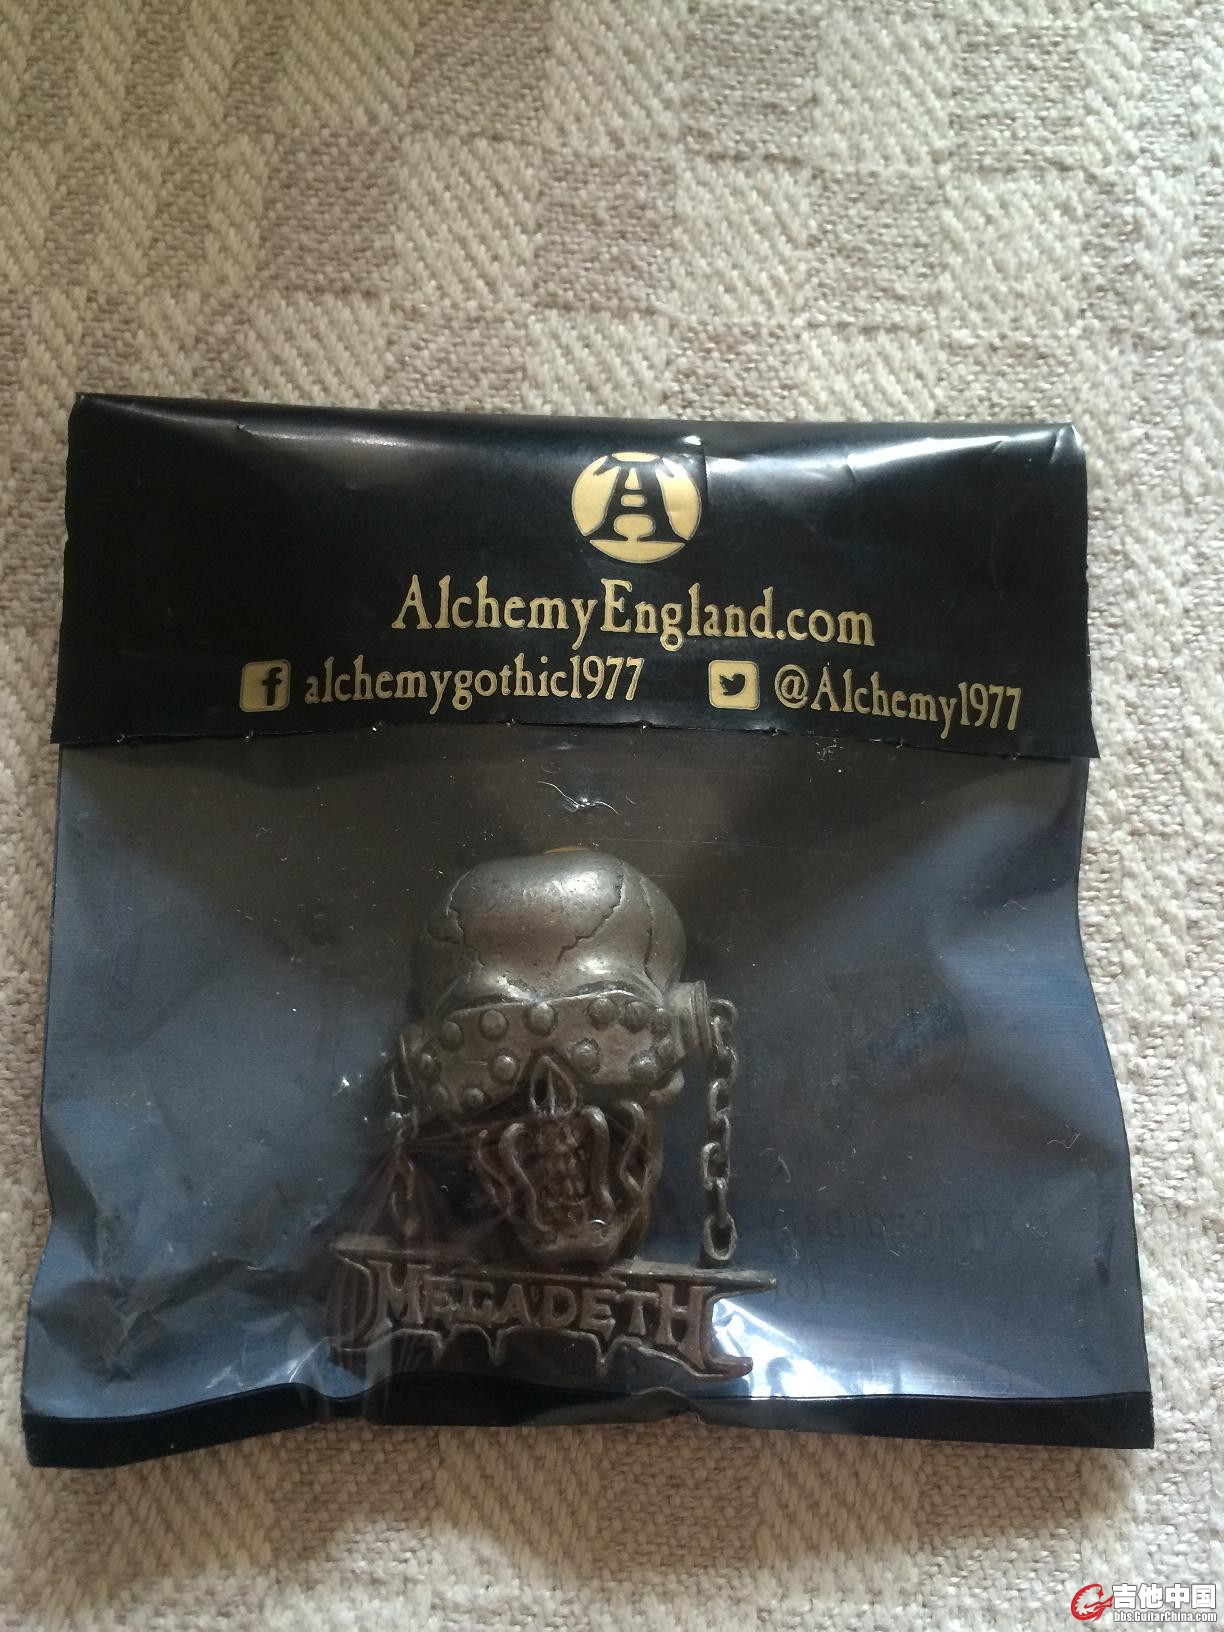 AlchemyEngland.com
alchemygothic1977 @Alchemy1977
MEGADETH
吉他中国
bbs.GuitarChina.com